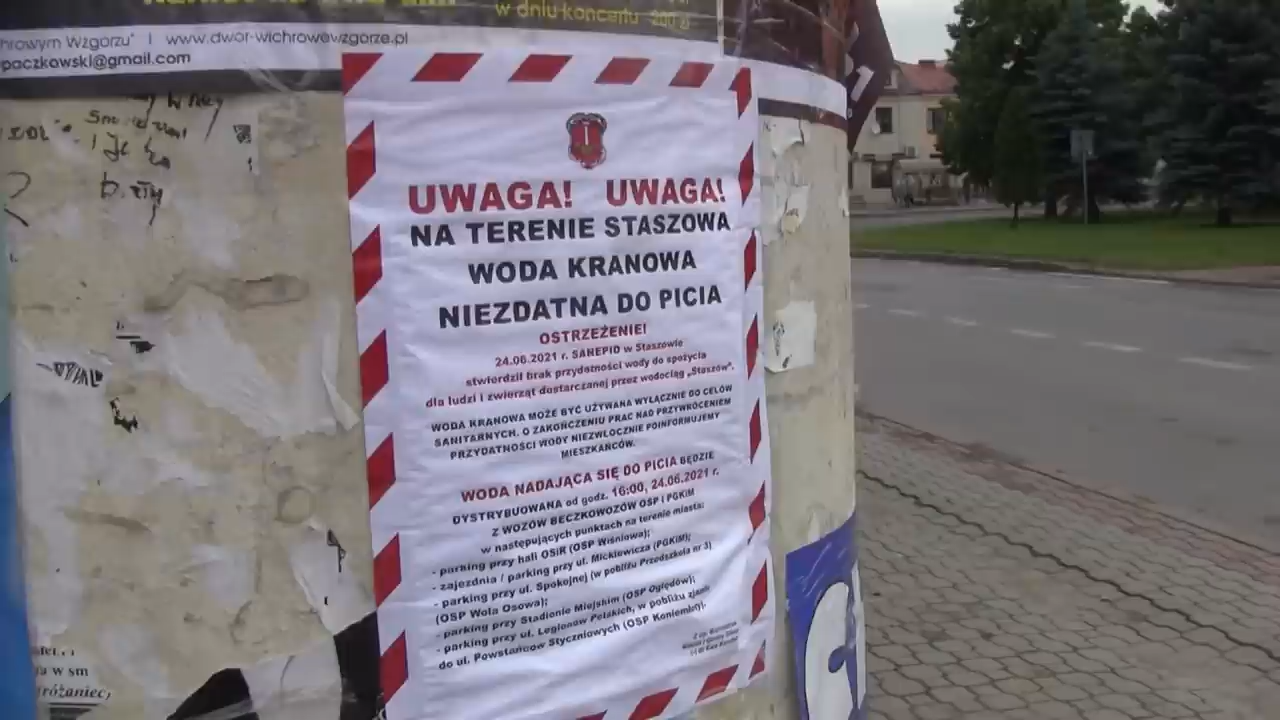 w dniu koncertu
hrowym Wzgórzu" | www.dwor-wichrowewzgorze.pl
paczkowski@gmail.com
UWAGA! UWAGA!
NA TERENIE STASZOWA
WODA KRANOWA
NIEZDATNA DO PICIA
OSTRZEŻENIE!
24.06.2021 r. SANEPID w Staszowie
stwierdził brak przydatności wody do spożycia
dla ludzi i zwierząt dostarczanej przez wodociąg „Staszów".
WODA KRANOWA MOŻE BYĆ UŻYWANA WYŁĄCZNIE DO CELÓW
SANITARNYCH. O ZAKOŃCZENIU PRAC NAD PRZYWRÓCENIEM
PRZYDATNOŚCI WODY NIEZWŁOCZNIE POINFORMUJEMY
MIESZKAŃCÓW.
WODA NADAJĄCA SIĘ DO PICIA BĘDZIE
DYSTRYBUOWANA od godz. 16:00, 24.06.2021 r.
Z WOZÓW BECZKOWOZÓW OSP i PGKiM
w następujących punktach na terenie miasta:
- parking przy hali OSiR (OSP Wiśniowa);
- zajezdnia / parking przy ul. Mickiewicza (PGKiM);
- parking przy ul. Spokojnej (w pobliżu Przedszkola nr 3)
(OSP Wola Osowa);
- parking przy Stadionie Miejskim (OSP Oględów);
- parking przy ul. Legionów Polskich, w pobliżu zjazdu
do ul. Powstańców Styczniowych (OSP Koniemłoty).
a w sm
różaniec)